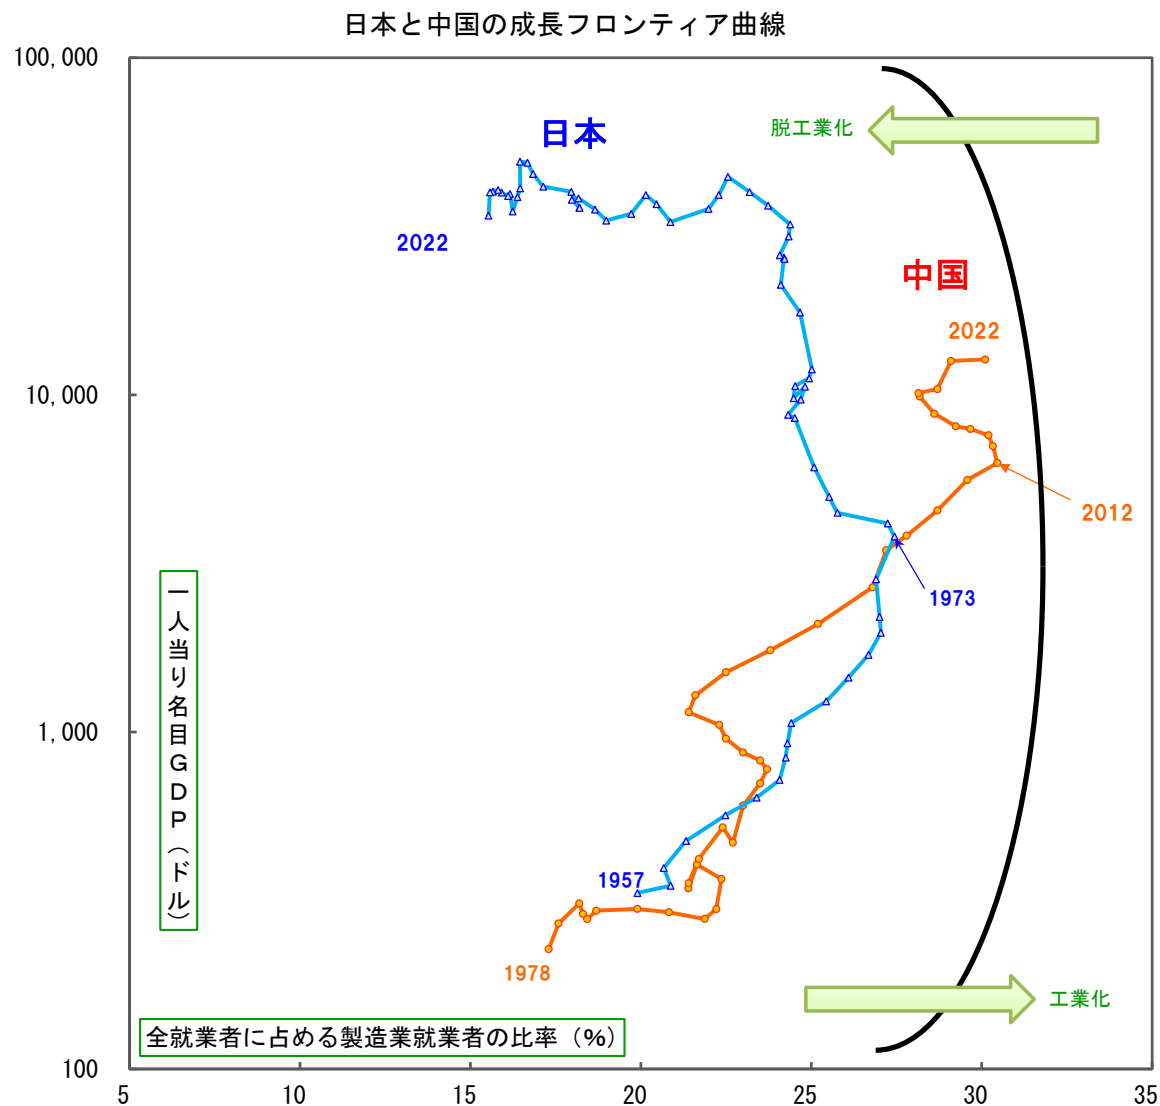 日本と中国の成長フロンティア曲線
100,000
10,000
1,000
100
日本
脱工業化
2022
中国
2022
2012
1973
一人当り名目GDP（ドル）
1957
1978
工業化
全就業者に占める製造業就業者の比率（%）
5
10
15
20
25
30
35